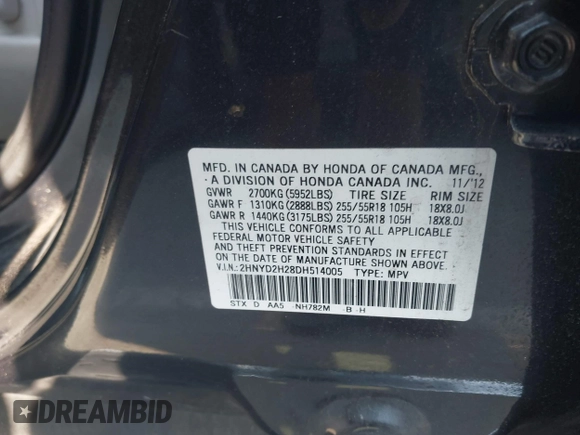 MFD. IN CANADA BY HONDA OF CANADA MFG.,
A DIVISION OF HONDA CANADA INC. 11/'12
GVWR 2700KG (5952LBS) TIRE SIZE RIM SIZE
GAWR F 1310KG (2888LBS) 255/55R18 105H 18X8.0J
GAWR R 1440KG (3175LBS) 255/55R18 105H 18X8.0J
THIS VEHICLE CONFORMS TO ALL APPLICABLE
FEDERAL MOTOR VEHICLE SAFETY
AND THEFT PREVENTION STANDARDS IN EFFECT
ON THE DATE OF MANUFACTURE SHOWN ABOVE.
V.I.N.: 2HNYD2H28DH514005 TYPE: MPV
STX D AA5 NH782M B H
DREAMBID